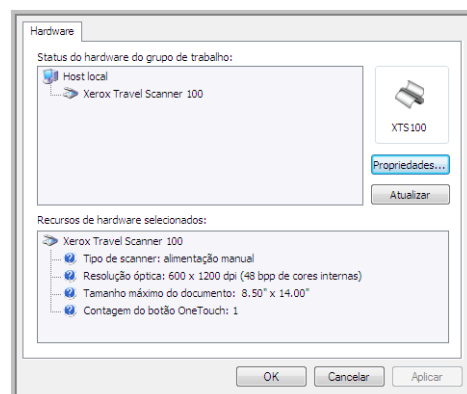 Hardware
Status do hardware do grupo de trabalho:
Host local
Xerox Travel Scanner 100
XTS100
Propriedades...
Atualizar
Recursos de hardware selecionados:
Xerox Travel Scanner 100
Tipo de scanner: alimentação manual
Resolução óptica: 600 x 1200 dpi (48 bpp de cores internas)
Tamanho máximo do documento: 8.50" x 14.00"
Contagem do botão OneTouch: 1
OK Cancelar Aplicar